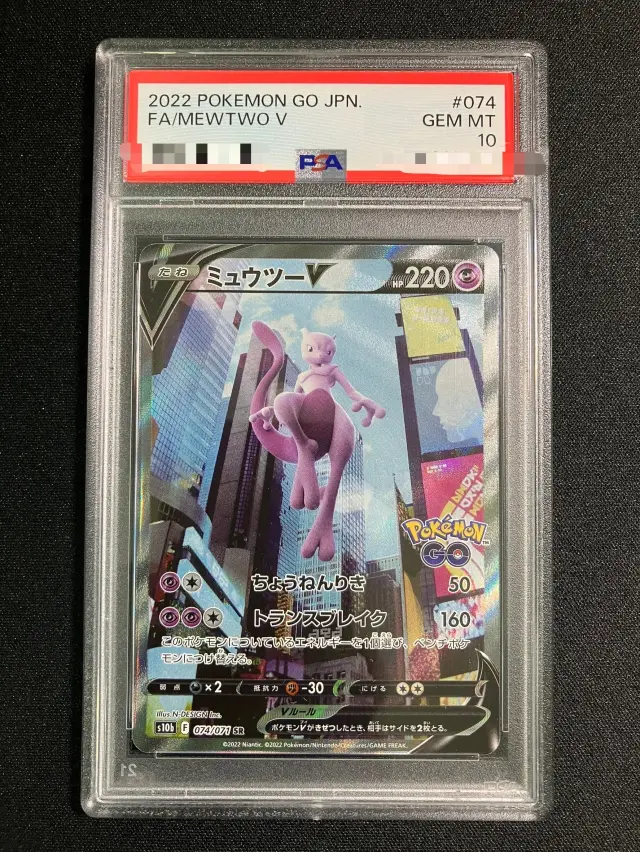 2022 POKEMON GO JPN. #074
FA/MEWTWO V GEM MT
10
PSA
たね ミュウツーV HP 220
Pokémon GO
ちょうねんりき 50
トランスブレイク 160
このポケモンについているエネルギーを1個選び、ベンチポケ
モンにつけ替える。
弱点 ×2 抵抗力 -30 にげる
Vルール
ポケモンVがきぜつしたとき、相手はサイドを2枚とる。
Illus. N-DESIGN Inc.
s10b F 074/071 SR
©2022 Niantic. ©2022 Pokémon/Nintendo/Creatures/GAME FREAK.